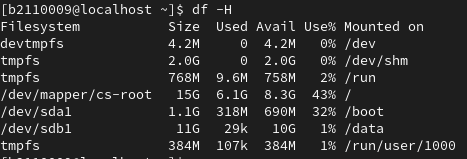 [b2110009@localhost ~]$ df -H
Filesystem Size Used Avail Use% Mounted on
devtmpfs 4.2M 0 4.2M 0% /dev
tmpfs 2.0G 0 2.0G 0% /dev/shm
tmpfs 768M 9.6M 758M 2% /run
/dev/mapper/cs-root 15G 6.1G 8.3G 43% /
/dev/sda1 1.1G 318M 690M 32% /boot
/dev/sdb1 11G 29k 10G 1% /data
tmpfs 384M 107k 384M 1% /run/user/1000